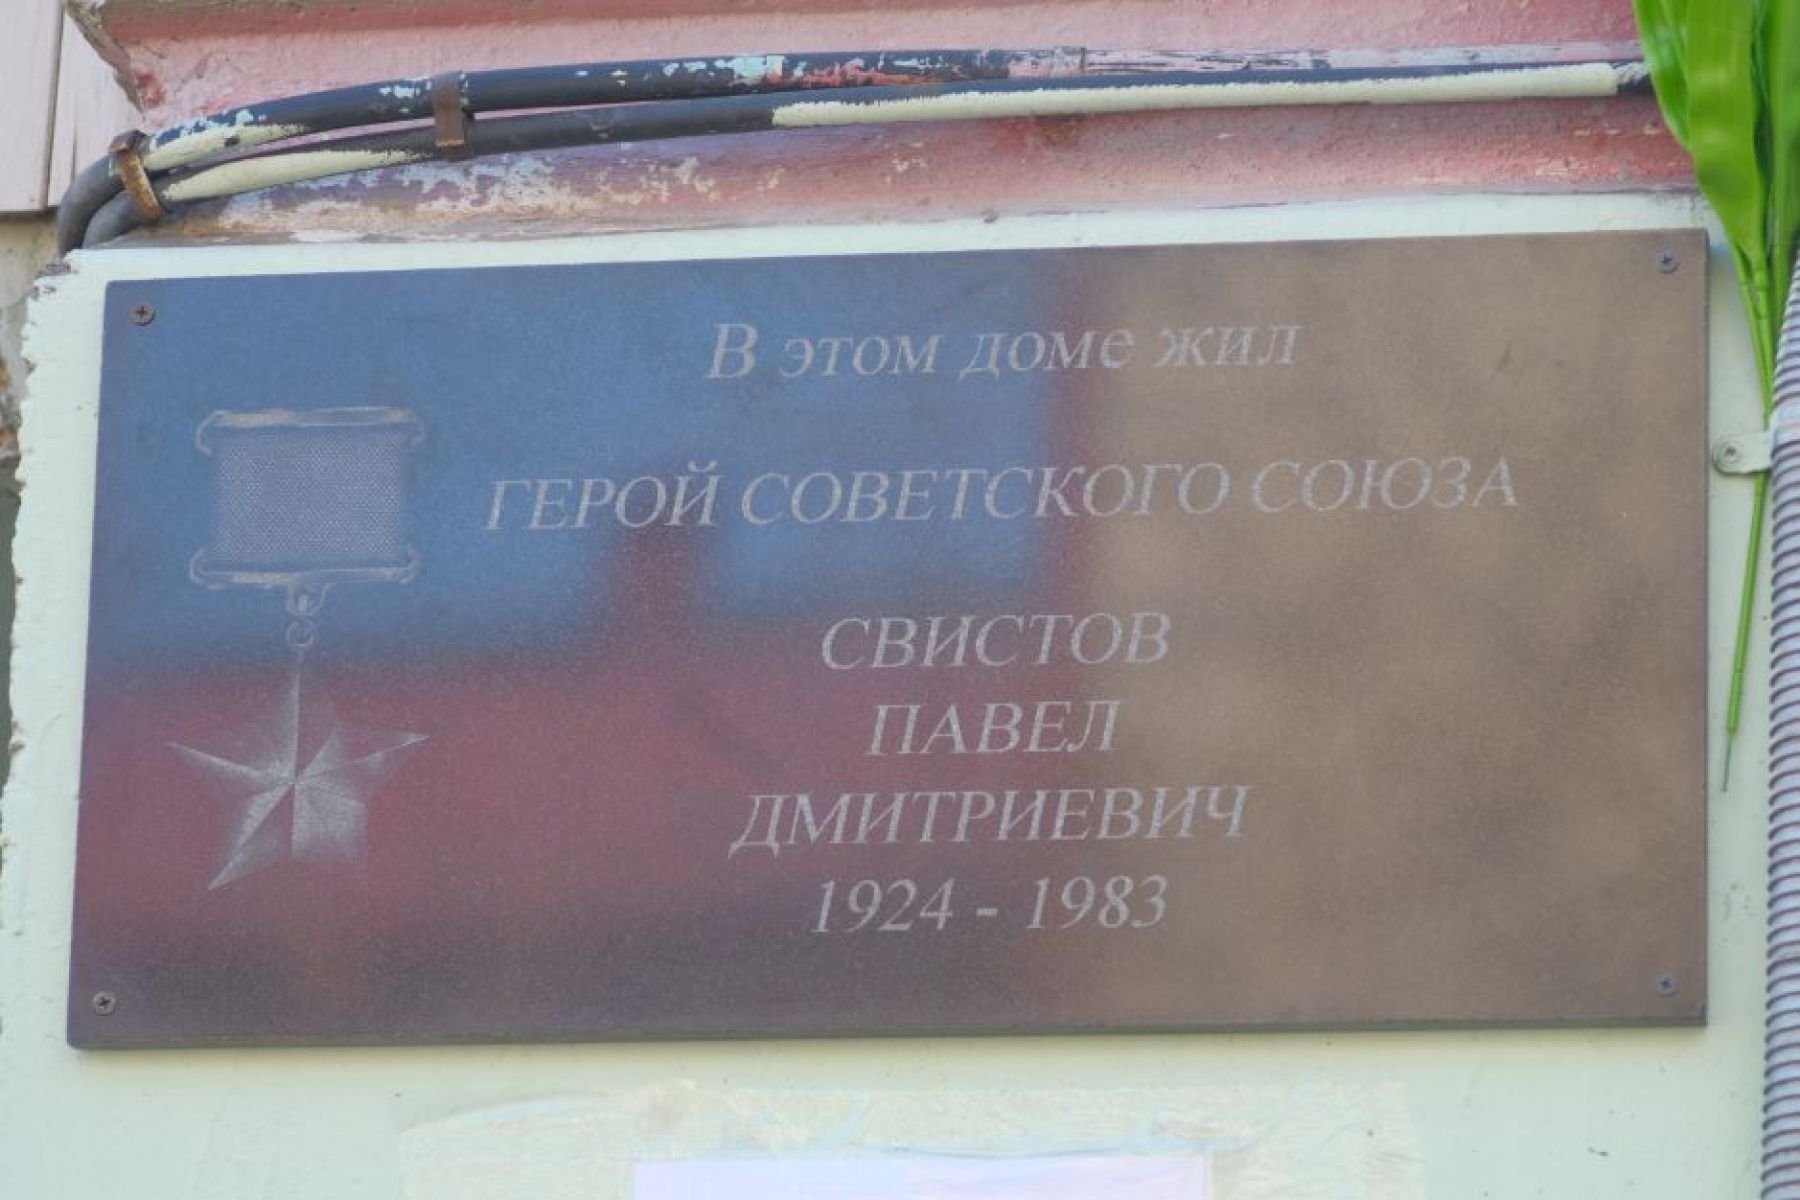 В этом доме жил
ГЕРОЙ СОВЕТСКОГО СОЮЗА
СВИСТОВ
ПАВЕЛ
ДМИТРИЕВИЧ
1924 - 1983